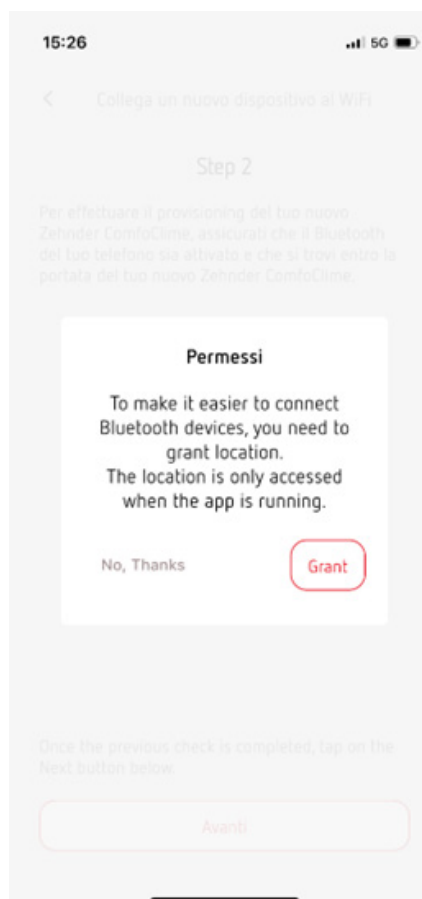 15:26
5G
Collega un nuovo dispositivo al WiFi
Step 2
Per effettuare il provisioning del tuo nuovo
Zehnder ComfoClime, assicurati che il Bluetooth
del tuo telefono sia attivato e che si trovi entro la
portata del tuo nuovo Zehnder ComfoClime.
Permessi
To make it easier to connect
Bluetooth devices, you need to
grant location.
The location is only accessed
when the app is running.
No, Thanks
Grant
Once the previous check is completed, tap on the
Next button below
Avanti